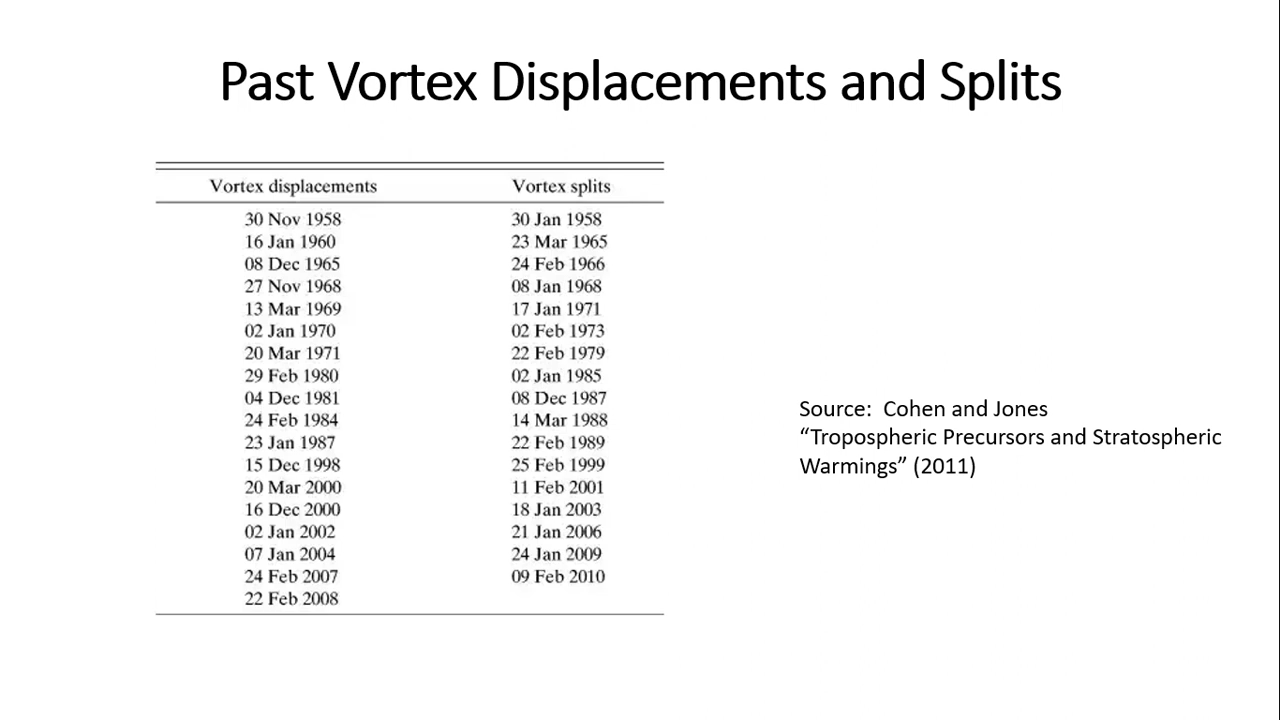 Past Vortex Displacements and Splits
Vortex displacements Vortex splits
30 Nov 1958 30 Jan 1958
16 Jan 1960 23 Mar 1965
08 Dec 1965 24 Feb 1966
27 Nov 1968 08 Jan 1968
13 Mar 1969 17 Jan 1971
02 Jan 1970 02 Feb 1973
20 Mar 1971 22 Feb 1979
29 Feb 1980 02 Jan 1985
04 Dec 1981 08 Dec 1987
24 Feb 1984 14 Mar 1988
23 Jan 1987 22 Feb 1989
15 Dec 1998 25 Feb 1999
20 Mar 2000 11 Feb 2001
16 Dec 2000 18 Jan 2003
02 Jan 2002 21 Jan 2006
07 Jan 2004 24 Jan 2009
24 Feb 2007 09 Feb 2010
22 Feb 2008
Source:  Cohen and Jones
“Tropospheric Precursors and Stratospheric
Warmings” (2011)